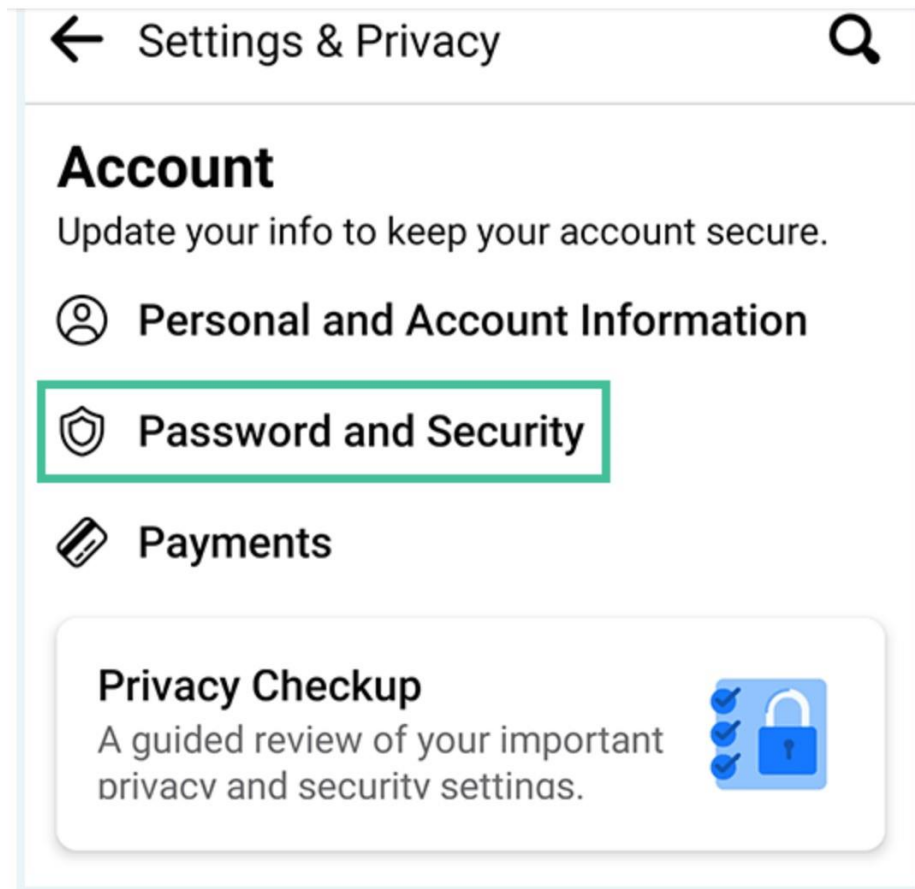 Settings & Privacy
Account
Update your info to keep your account secure.
Personal and Account Information
Password and Security
Payments
Privacy Checkup
A guided review of your important
privacy and security settings.